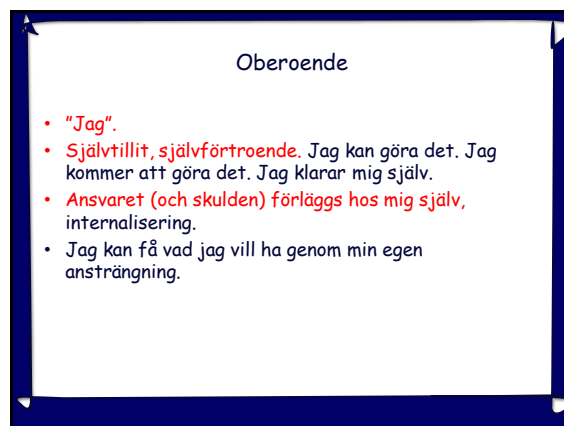 Oberoende
• ”Jag”.
• Självtillit, självförtroende. Jag kan göra det. Jag
kommer att göra det. Jag klarar mig själv.
• Ansvaret (och skulden) förläggs hos mig själv,
internalisering.
• Jag kan få vad jag vill ha genom min egen
ansträngning.